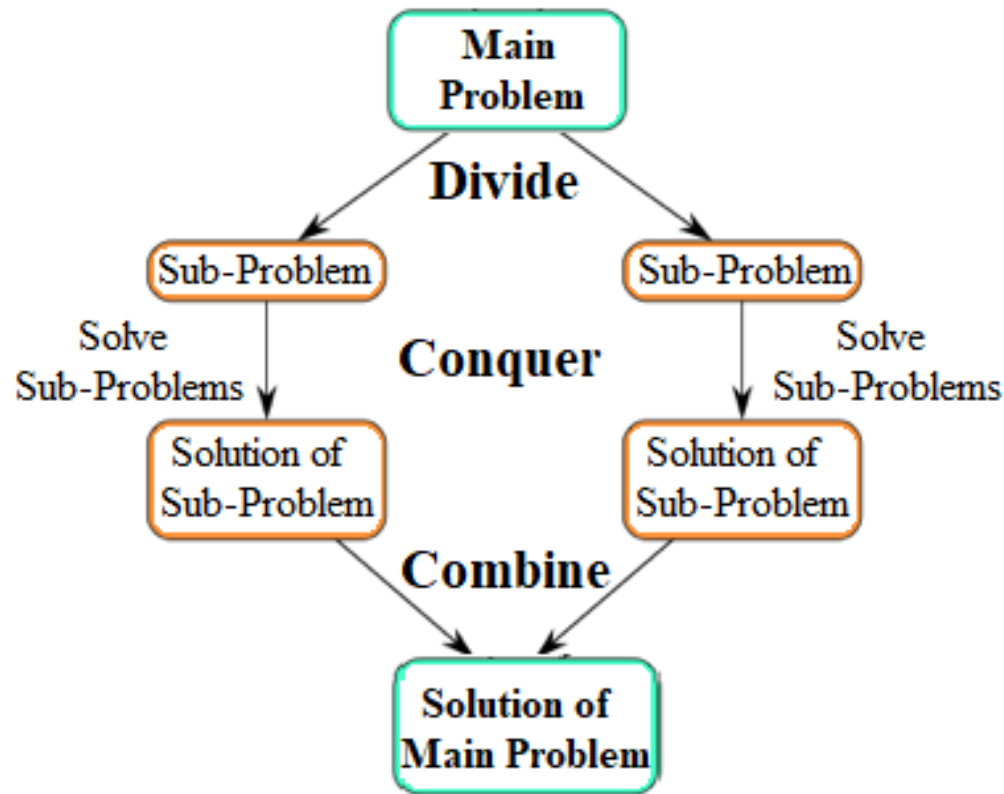 Main
Problem
Divide
Sub-Problem
Sub-Problem
Solve
Sub-Problems
Conquer
Solve
Sub-Problems
Solution of
Sub-Problem
Solution of
Sub-Problem
Combine
Solution of
Main Problem